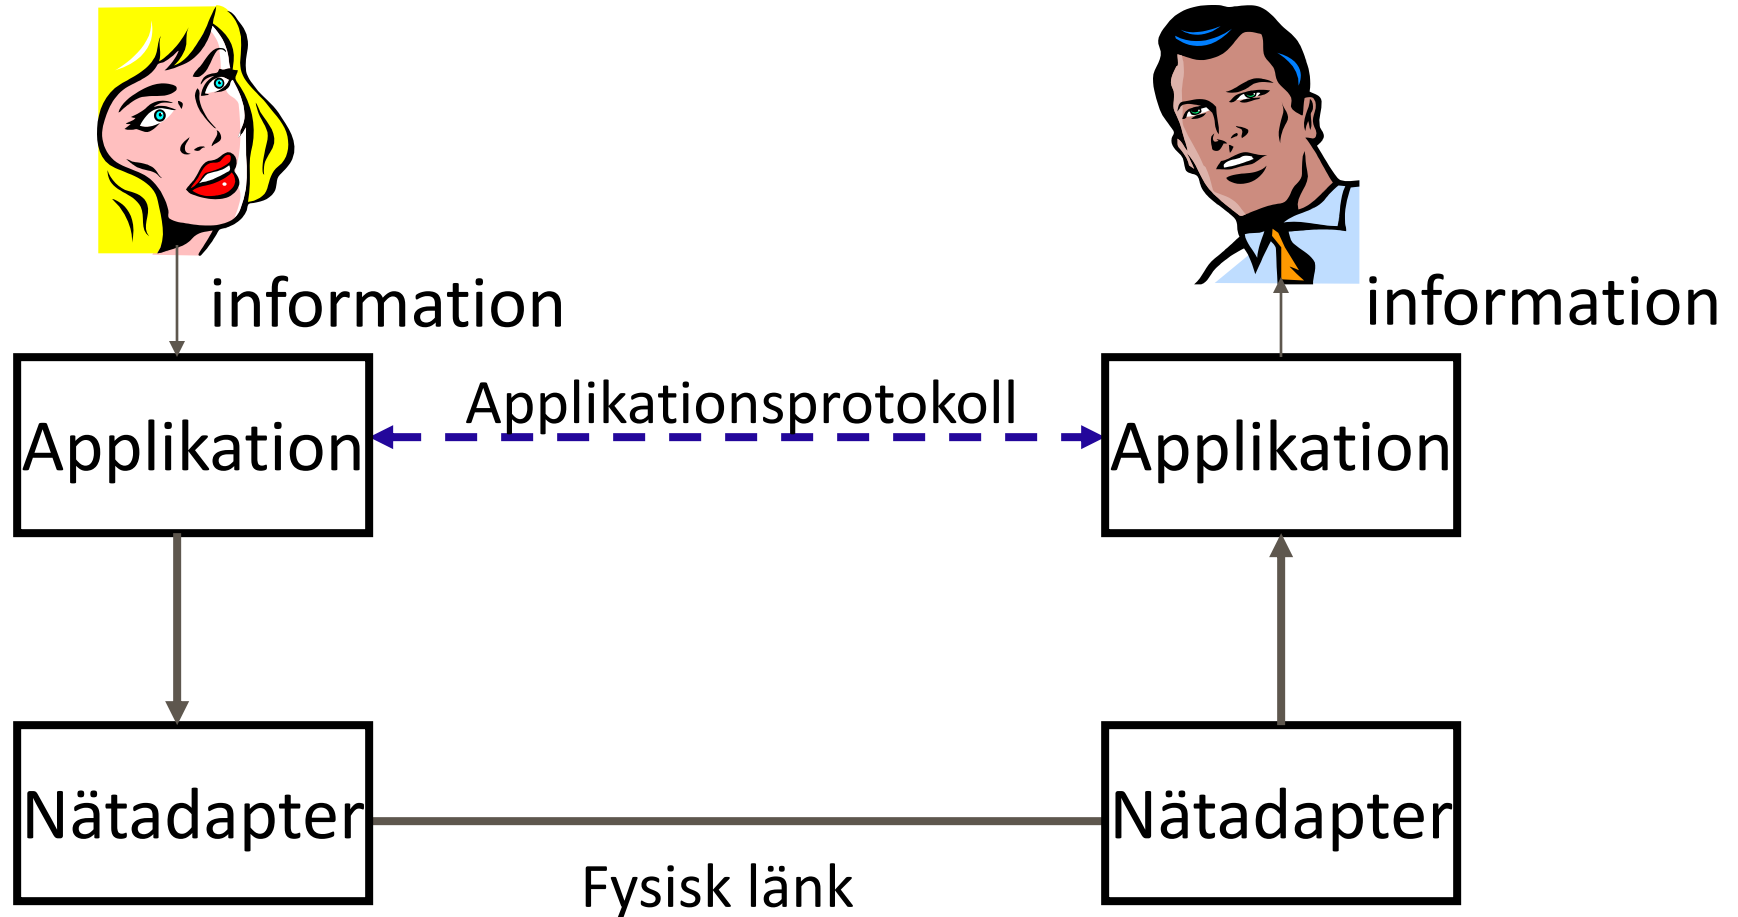 information
information
Applikationsprotokoll
Applikation
Applikation
Nätadapter
Nätadapter
Fysisk länk